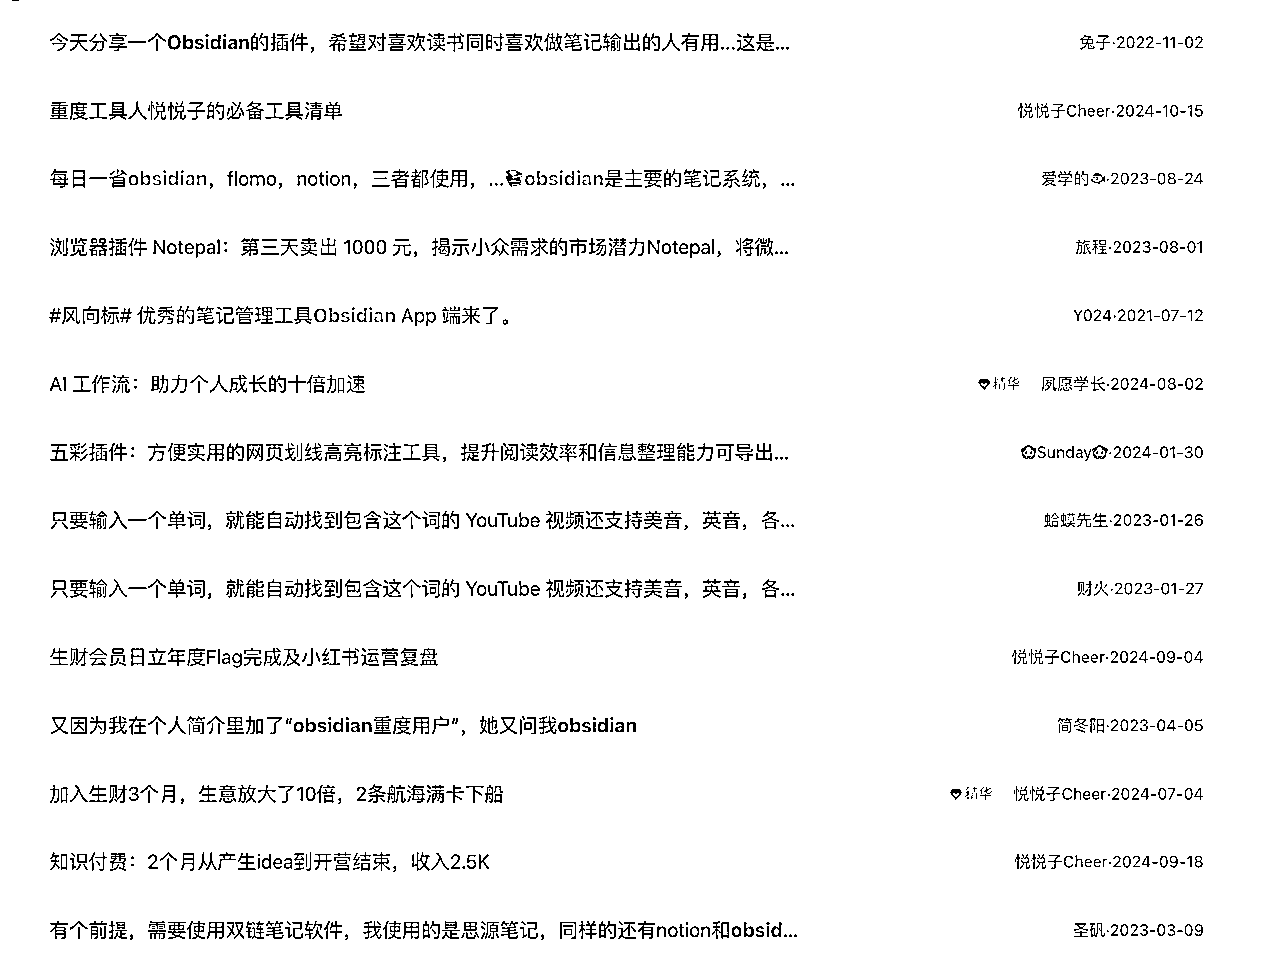 今天分享一个Obsidian的插件，希望对喜欢读书同时喜欢做笔记输出的人有用...这是... 兔子·2022-11-02
重度工具人悦悦子的必备工具清单 悦悦子Cheer·2024-10-15
每日一省obsidian，flomo，notion，三者都使用，...obsidian是主要的笔记系统，... 爱学的·2023-08-24
浏览器插件 Notepal：第三天卖出 1000 元，揭示小众需求的市场潜力Notepal，将微... 旅程·2023-08-01
#风向标# 优秀的笔记管理工具Obsidian App 端来了。 Y024·2021-07-12
AI 工作流：助力个人成长的十倍加速 精华 夙愿学长·2024-08-02
五彩插件：方便实用的网页划线高亮标注工具，提升阅读效率和信息整理能力可导出... Sunday·2024-01-30
只要输入一个单词，就能自动找到包含这个词的 YouTube 视频还支持美音，英音，各... 蛤蟆先生·2023-01-26
只要输入一个单词，就能自动找到包含这个词的 YouTube 视频还支持美音，英音，各... 财火·2023-01-27
生财会员日立年度Flag完成及小红书运营复盘 悦悦子Cheer·2024-09-04
又因为我在个人简介里加了“obsidian重度用户”，她又问我obsidian 简冬阳·2023-04-05
加入生财3个月，生意放大了10倍，2条航海满卡下船 精华 悦悦子Cheer·2024-07-04
知识付费：2个月从产生idea到开营结束，收入2.5K 悦悦子Cheer·2024-09-18
有个前提，需要使用双链笔记软件，我使用的是思源笔记，同样的还有notion和obsid... 圣矾·2023-03-09